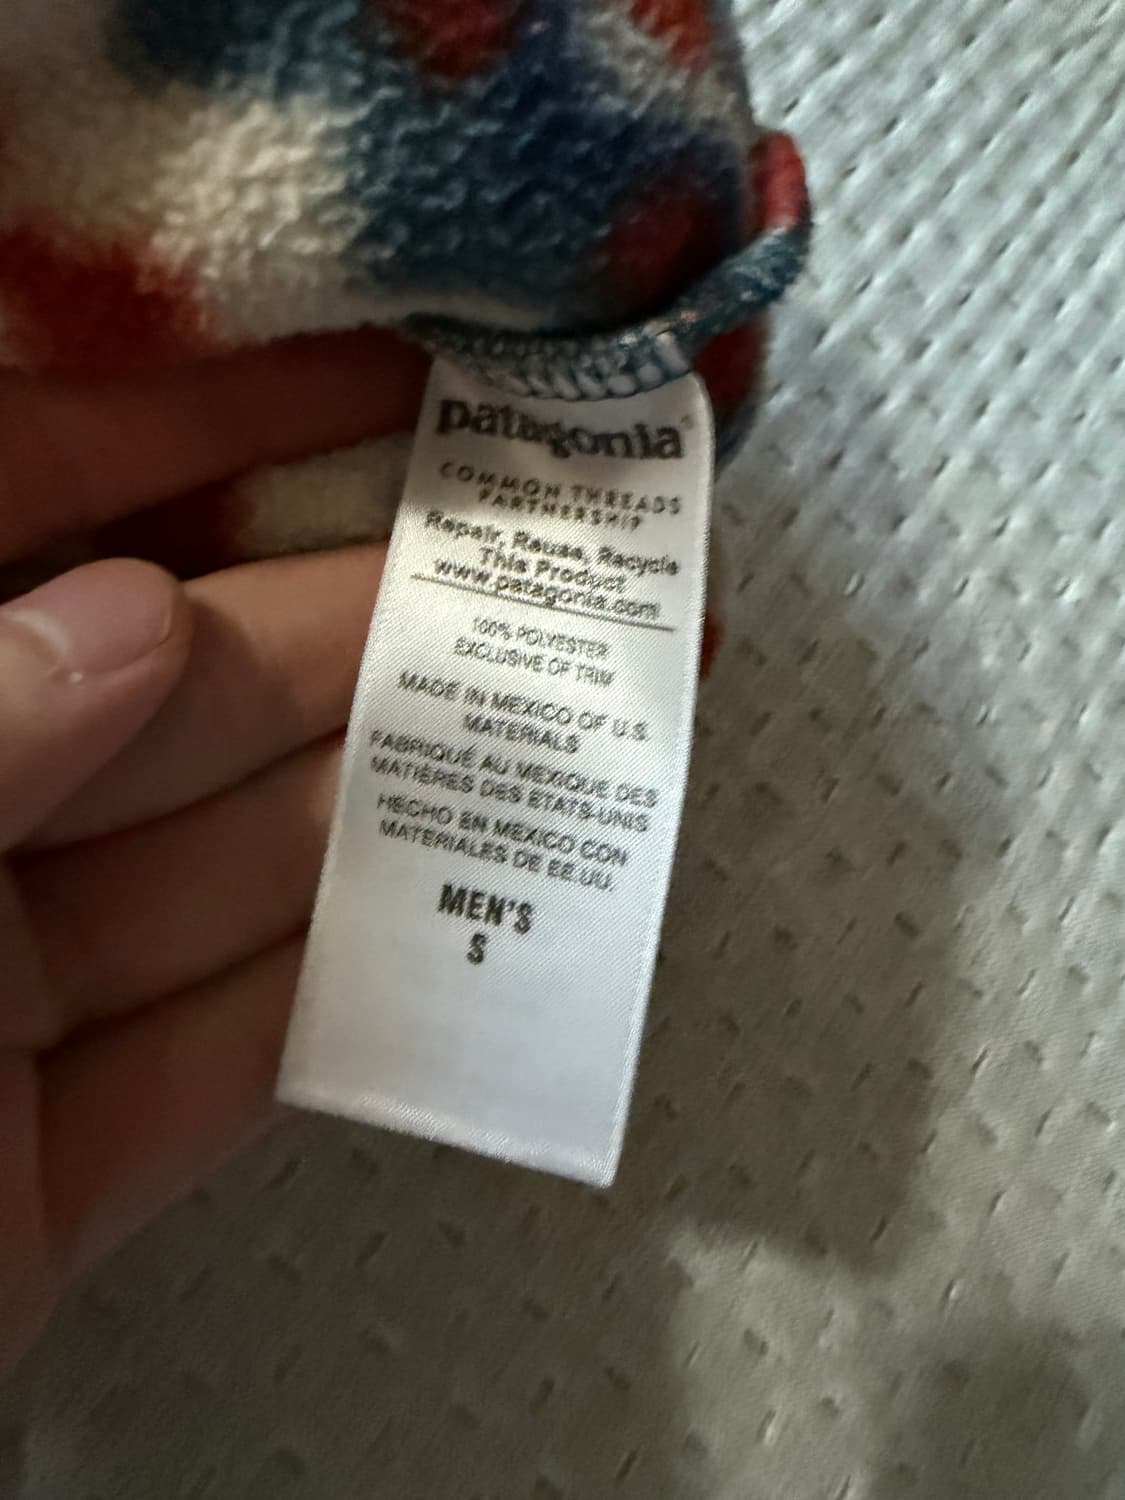 patagonia®
COMMON THREADS
PARTNERSHIP
Repair, Reuse, Recycle
This Product
www.patagonia.com
100% POLYESTER
EXCLUSIVE OF TRIM
MADE IN MEXICO OF U.S.
MATERIALS
FABRIQUÉ AU MEXIQUE DES
MATIÈRES DES ETATS-UNIS
HECHO EN MEXICO CON
MATERIALES DE EE.UU.
MEN'S
S